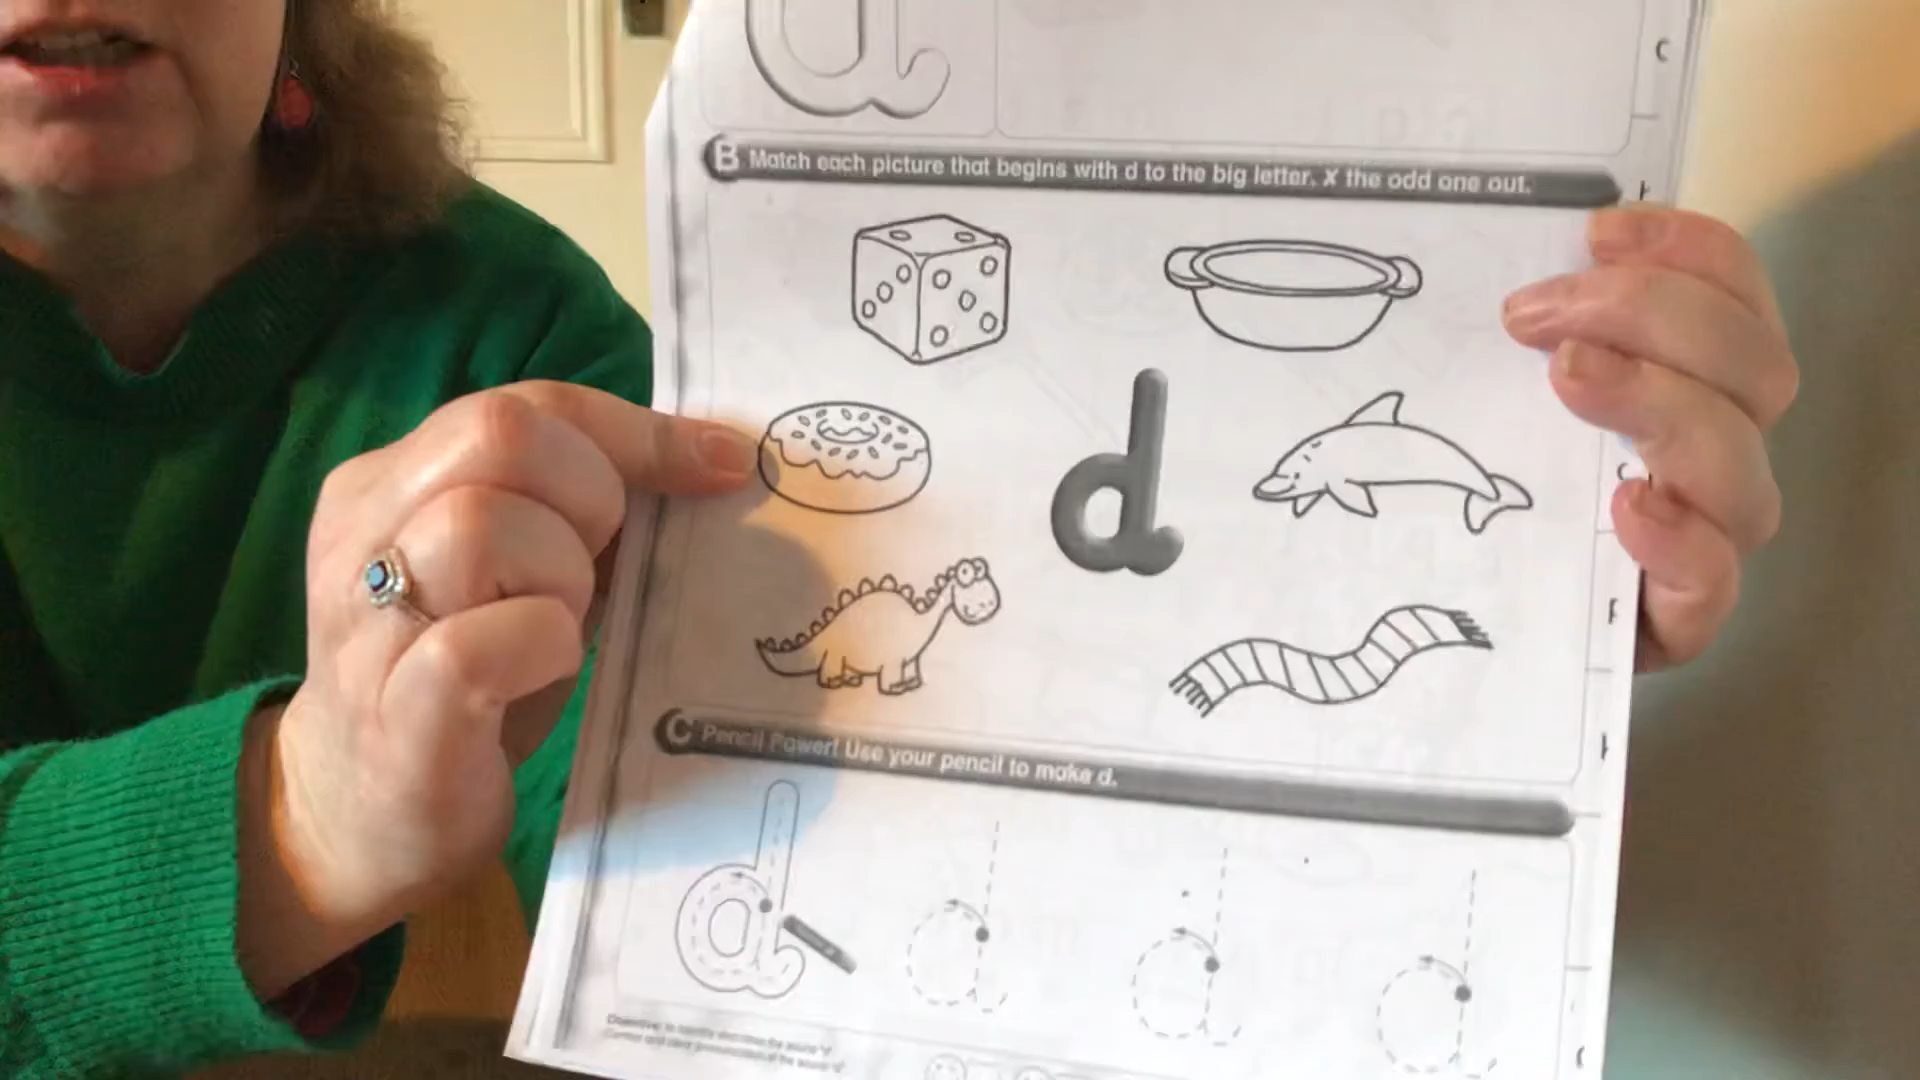 B Match each picture that begins with d to the big letter. X the odd one out.
d
C Pencil Power! Use your pencil to make d.